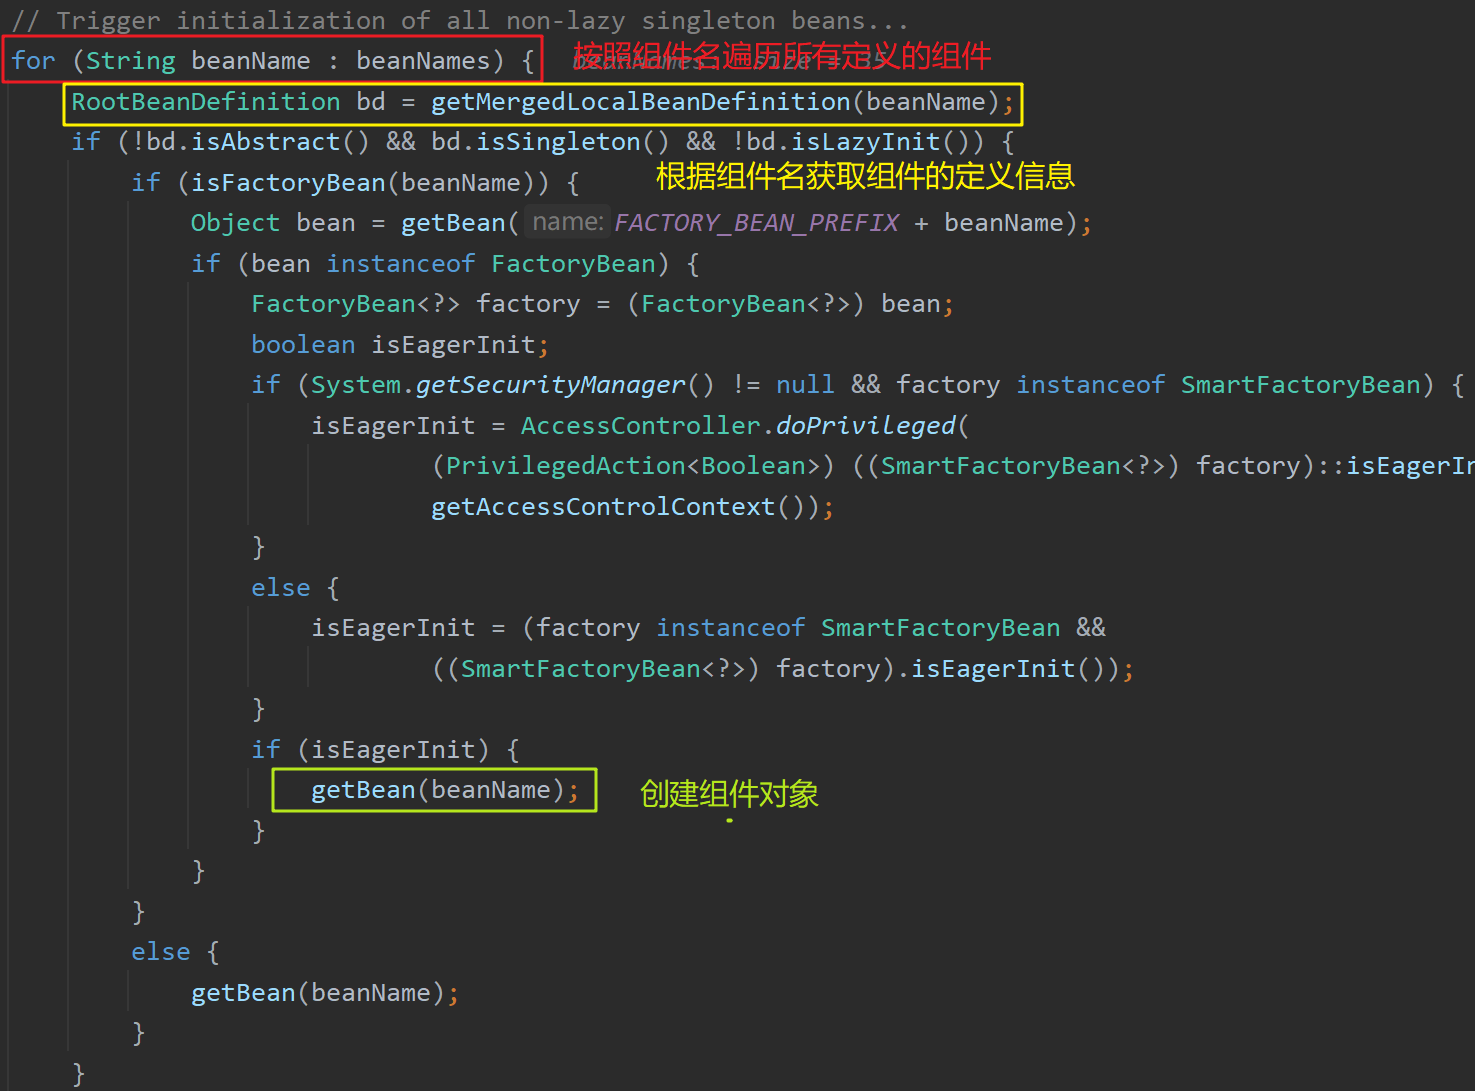 // Trigger initialization of all non-lazy singleton beans...
for (String beanName : beanNames) { beanNames: size = 35
按照组件名遍历所有定义的组件
RootBeanDefinition bd = getMergedLocalBeanDefinition(beanName);
if (!bd.isAbstract() && bd.isSingleton() && !bd.isLazyInit()) {
if (isFactoryBean(beanName)) {
根据组件名获取组件的定义信息
Object bean = getBean( name: FACTORY_BEAN_PREFIX + beanName);
if (bean instanceof FactoryBean) {
FactoryBean<?> factory = (FactoryBean<?>) bean;
boolean isEagerInit;
if (System.getSecurityManager() != null && factory instanceof SmartFactoryBean) {
isEagerInit = AccessController.doPrivileged(
(PrivilegedAction<Boolean>) ((SmartFactoryBean<?>) factory)::isEagerIn
getAccessControlContext());
}
else {
isEagerInit = (factory instanceof SmartFactoryBean &&
((SmartFactoryBean<?>) factory).isEagerInit());
}
if (isEagerInit) {
getBean(beanName);
创建组件对象
}
}
}
else {
getBean(beanName);
}
}